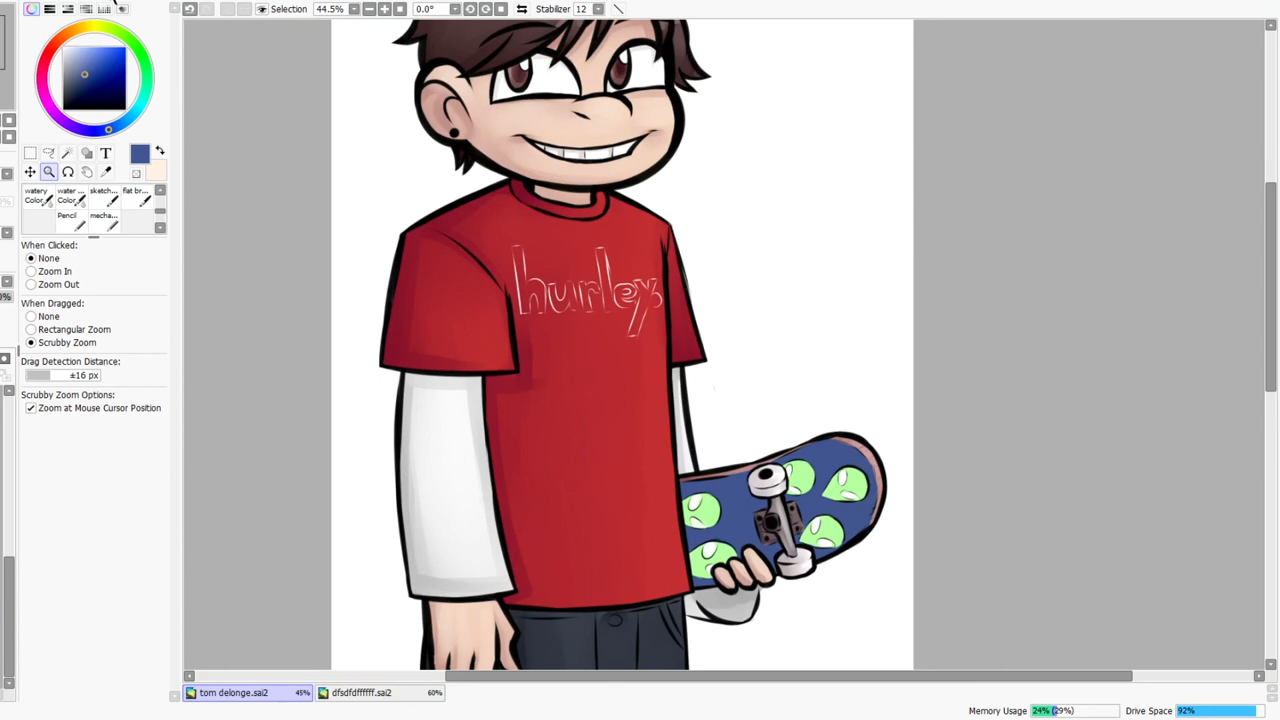 Selection 44.5% 0.0° Stabilizer 12
T
watery Color... water ... Color... sketch... flat br...
Pencil mecha...
When Clicked:
None
Zoom In
Zoom Out
When Dragged:
None
Rectangular Zoom
Scrubby Zoom
Drag Detection Distance:
±16 px
Scrubby Zoom Options:
Zoom at Mouse Cursor Position
hurley
tom delonge.sai2 45% dfsdfdffffff.sai2 60%
Memory Usage 24% (29%) Drive Space 92%